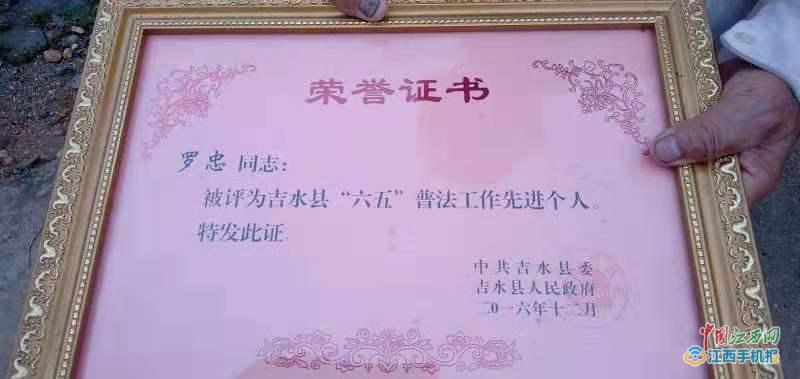 荣誉证书
罗忠 同志：
被评为吉水县“六五”普法工作先进个人。
特发此证
中共吉水县委
吉水县人民政府
二〇一六年十二月
中国江西网
江西手机报